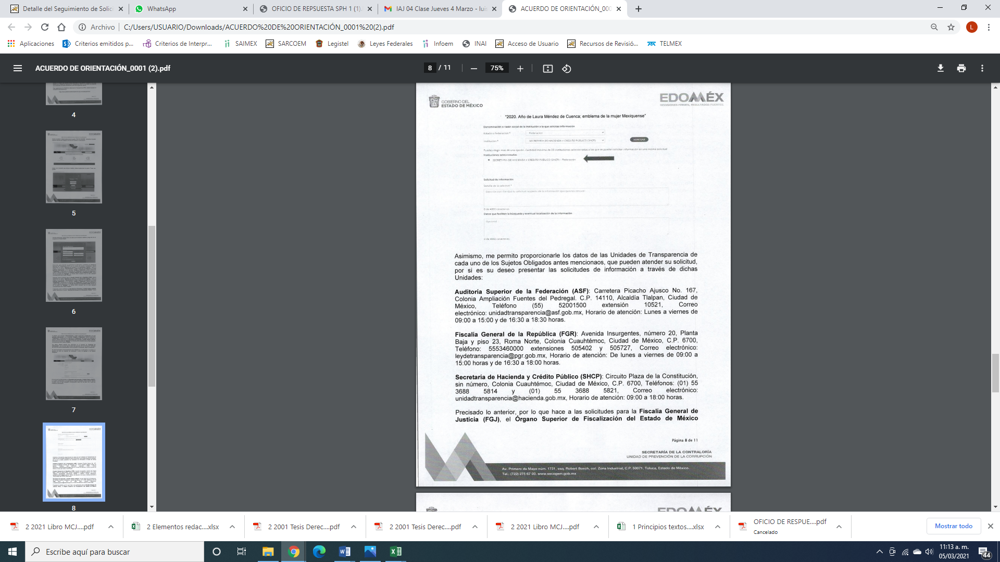 Detalle del Seguimiento de Solici
WhatsApp
OFICIO DE REPSUESTA SPH 1 (1).
IAJ 04 Clase Jueves 4 Marzo - luis
ACUERDO DE ORIENTACIÓN_000
Archivo
C:/Users/USUARIO/Downloads/ACUERDO%20DE%20ORIENTACIÓN_0001%20(2).pdf
L
Aplicaciones
Criterios emitidos p...
Criterios de Interpr...
SAIMEX
SARCOEM
Legistel
Leyes Federales
Infoem
INAI
Acceso de Usuario
Recursos de Revisió...
TELMEX
ACUERDO DE ORIENTACIÓN_0001 (2).pdf
8 / 11
75%
4
5
6
7
8
GOBIERNO DEL
ESTADO DE MÉXICO
EDOMÉX
DECISIONES FIRMES, RESULTADOS FUERTES.
"2020. Año de Laura Méndez de Cuenca; emblema de la mujer Mexiquense"
Denominación o razón social de la institución a la que solicitas información
Estado o Federación *
Federación
Institución *
SECRETARÍA DE HACIENDA Y CRÉDITO PÚBLICO (SHCP)
AGREGAR
Puedes elegir mas de una opción. Cantidad máxima de 33 instituciones seleccionadas a las que se pueden solicitar información en una misma solicitud
Instituciones seleccionadas
SECRETARÍA DE HACIENDA Y CRÉDITO PÚBLICO (SHCP) - Federación
Solicitud de información
Detalle de la solicitud *
Describe con claridad tu solicitud respecto de la información que quieres obtener
0 de 4000 caracteres
Datos que faciliten la búsqueda y eventual localización de la información
Opcional
0 de 4000 caracteres
Asimismo, me permito proporcionarle los datos de las Unidades de Transparencia de
cada uno de los Sujetos Obligados antes mencionaos, que pueden atender su solicitud,
por si es su deseo presentar las solicitudes de información a través de dichas
Unidades:
Auditoría Superior de la Federación (ASF): Carretera Picacho Ajusco No. 167,
Colonia Ampliación Fuentes del Pedregal. C.P. 14110, Alcaldía Tlalpan, Ciudad de
México, Teléfono (55) 52001500 extensión 10521, Correo
electrónico: unidadtransparencia@asf.gob.mx, Horario de atención: Lunes a viernes de
09:00 a 15:00 y de 16:30 a 18:30 horas.
Fiscalía General de la República (FGR): Avenida Insurgentes, número 20, Planta
Baja y piso 23, Roma Norte, Colonia Cuauhtémoc, Ciudad de México, C.P. 6700,
Teléfono: 5553460000 extensiones 505402 y 505727, Correo electrónico:
leydetransparencia@pgr.gob.mx, Horario de atención: De lunes a viernes de 09:00 a
15:00 horas y de 16:30 a 18:00 horas.
Secretaría de Hacienda y Crédito Público (SHCP): Circuito Plaza de la Constitución,
sin número, Colonia Cuauhtémoc, Ciudad de México, C.P. 6700, Teléfonos: (01) 55
3688 5814 y (01) 55 3688 5821, Correo electrónico:
unidadtransparencia@hacienda.gob.mx, Horario de atención: 09:00 a 18:00 horas.
Precisado lo anterior, por lo que hace a las solicitudes para la Fiscalía General de
Justicia (FGJ), el Órgano Superior de Fiscalización del Estado de México
Página 8 de 11
SECRETARÍA DE LA CONTRALORÍA
UNIDAD DE PREVENCIÓN DE LA CORRUPCIÓN
Av. Primero de Mayo núm. 1731, esq. Robert Bosch, col. Zona Industrial, C.P. 50071, Toluca, Estado de México.
Tel.: (722) 275 67 00. www.secogem.gob.mx
EDOMÉX
2 2021 Libro MCJ....pdf
2 Elementos redac....xlsx
2 2001 Tesis Derec....pdf
2 2001 Tesis Derec....pdf
2 2021 Libro MCJ....pdf
1 Principios textos....xlsx
OFICIO DE RESPUE....pdf
Cancelado
Mostrar todo
Escribe aquí para buscar
11:13 a. m.
05/03/2021
44